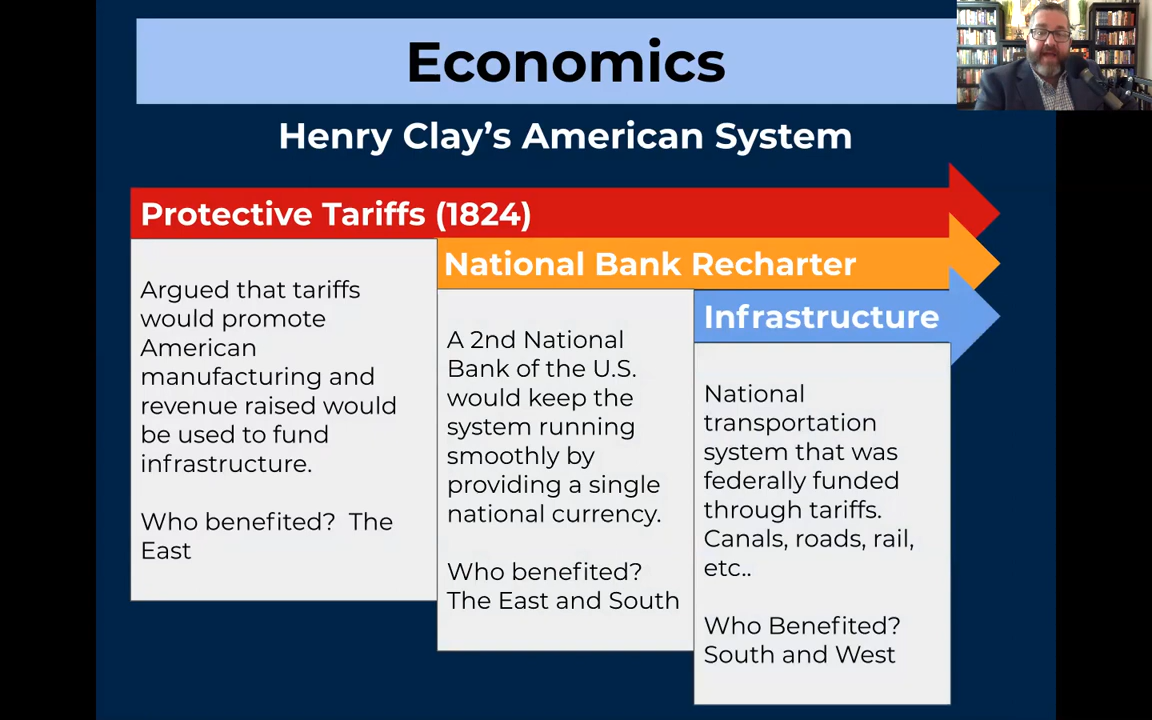 Economics
Henry Clay's American System
Protective Tariffs (1824)
Argued that tariffs
would promote
American
manufacturing and
revenue raised would
be used to fund
infrastructure.
Who benefited?  The
East
National Bank Recharter
A 2nd National
Bank of the U.S.
would keep the
system running
smoothly by
providing a single
national currency.
Who benefited?
The East and South
Infrastructure
National
transportation
system that was
federally funded
through tariffs.
Canals, roads, rail,
etc..
Who Benefited?
South and West